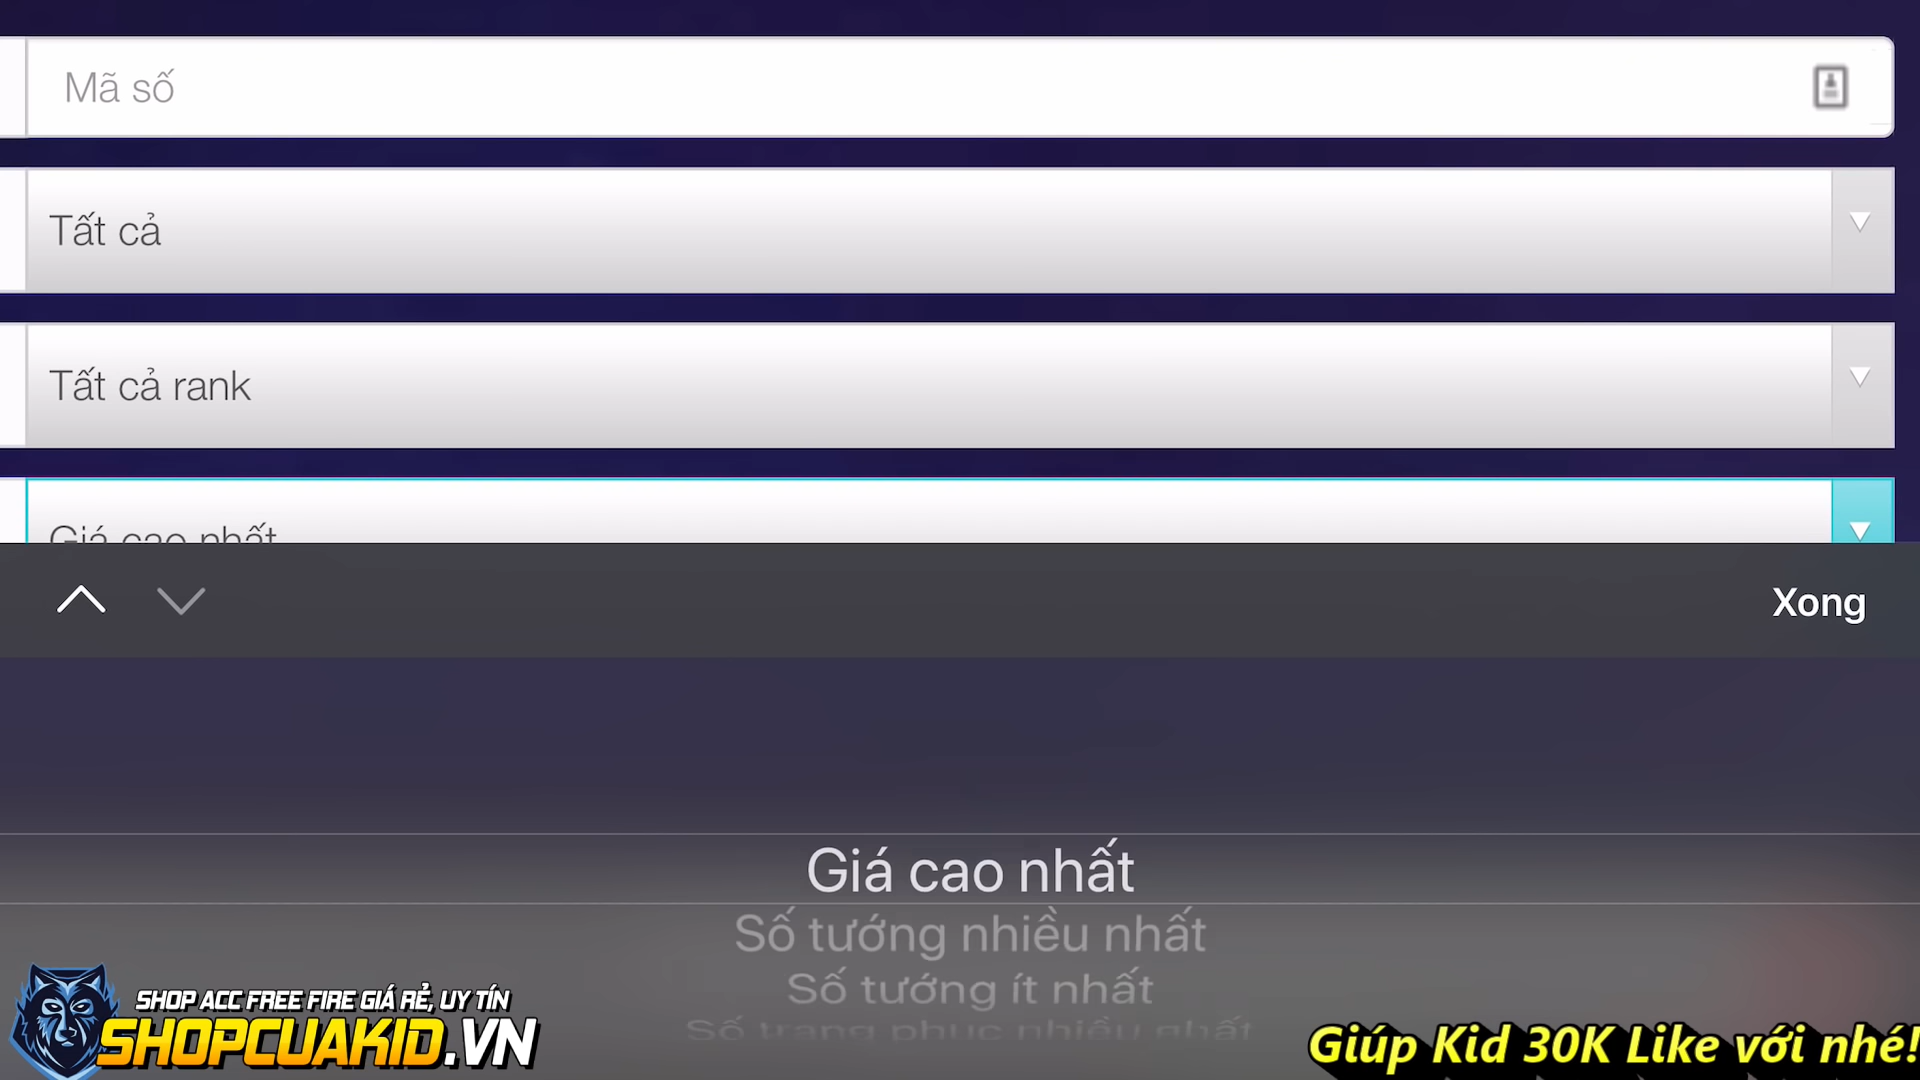 Mã số
Tất cả
Tất cả rank
Giá cao nhất
Xong
Giá cao nhất
Số tướng nhiều nhất
Số tướng ít nhất
Số trang phục nhiều nhất
SHOP ACC FREE FIRE GIÁ RẺ, UY TÍN
SHOPCUAKID.VN
Giúp Kid 30K Like với nhé!